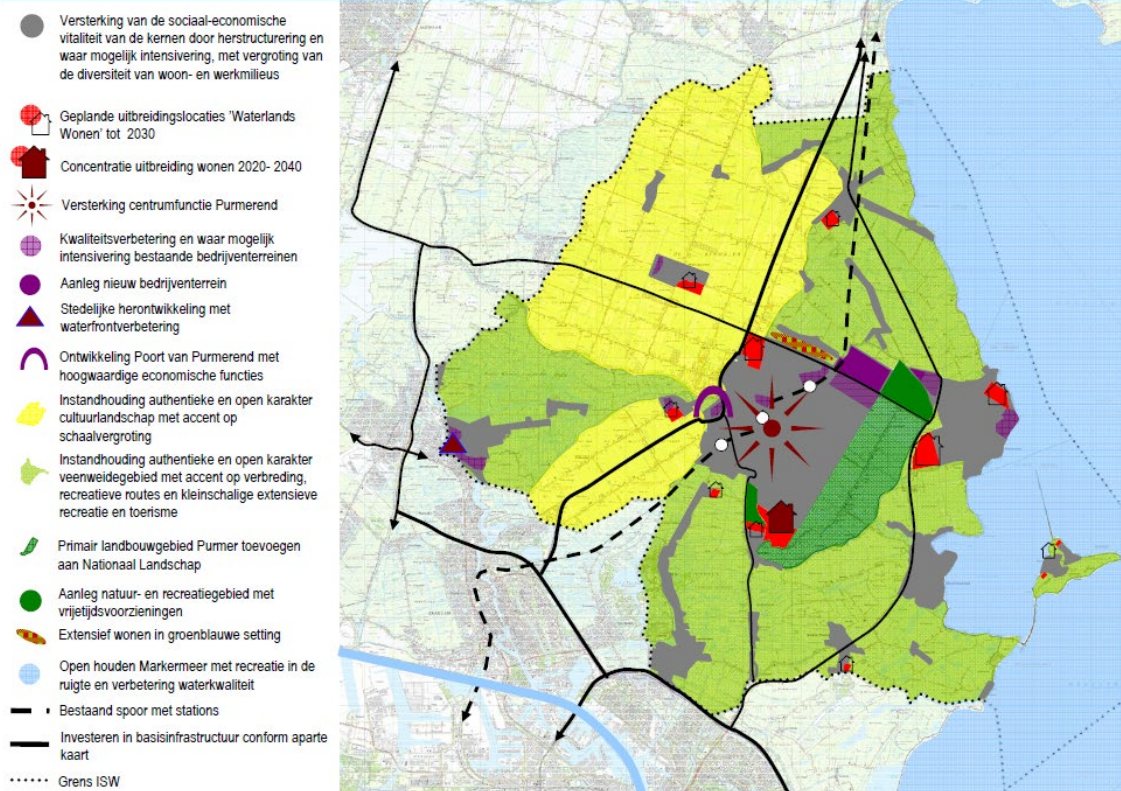 Versterking van de sociaal-economische
vitaliteit van de kernen door herstructurering en
waar mogelijk intensivering, met vergroting van
de diversiteit van woon- en werkmilieus
Geplande uitbreidingslocaties 'Waterlands
Wonen' tot 2030
Concentratie uitbreiding wonen 2020- 2040
Versterking centrumfunctie Purmerend
Kwaliteitsverbetering en waar mogelijk
intensivering bestaande bedrijventerreinen
Aanleg nieuw bedrijventerrein
Stedelijke herontwikkeling met
waterfrontverbetering
Ontwikkeling Poort van Purmerend met
hoogwaardige economische functies
Instandhouding authentieke en open karakter
cultuurlandschap met accent op
schaalvergroting
Instandhouding authentieke en open karakter
veenweidegebied met accent op verbreding,
recreatieve routes en kleinschalige extensieve
recreatie en toerisme
Primair landbouwgebied Purmer toevoegen
aan Nationaal Landschap
Aanleg natuur- en recreatiegebied met
vrijetijdsvoorzieningen
Extensief wonen in groenblauwe setting
Open houden Markermeer met recreatie in de
ruigte en verbetering waterkwaliteit
Bestaand spoor met stations
Investeren in basisinfrastructuur conform aparte
kaart
Grens ISW